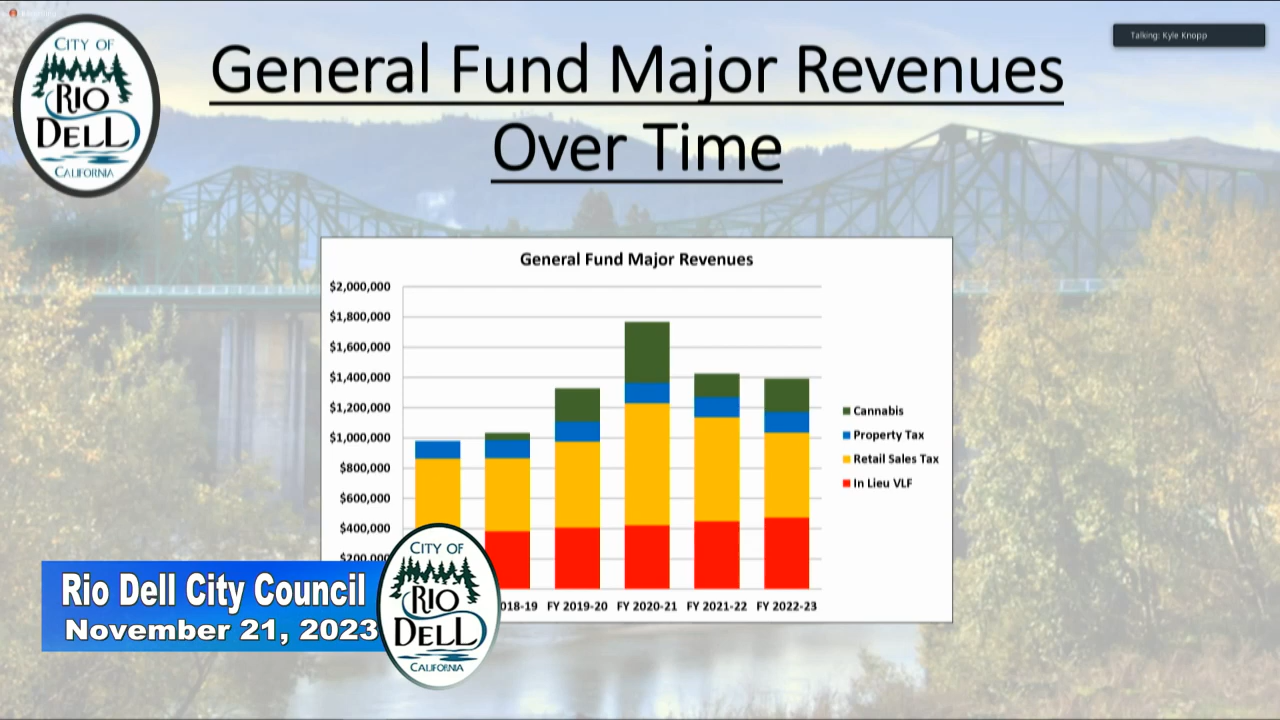 CITY OF
RIO
DELL
CALIFORNIA
Talking: Kyle Knopp
General Fund Major Revenues
Over Time
General Fund Major Revenues
$2,000,000
$1,800,000
$1,600,000
$1,400,000
$1,200,000
$1,000,000
$800,000
$600,000
$400,000
$200,000
Cannabis
Property Tax
Retail Sales Tax
In Lieu VLF
018-19 FY 2019-20 FY 2020-21 FY 2021-22 FY 2022-23
Rio Dell City Council
November 21, 2023
CITY OF
RIO
DELL
CALIFORNIA